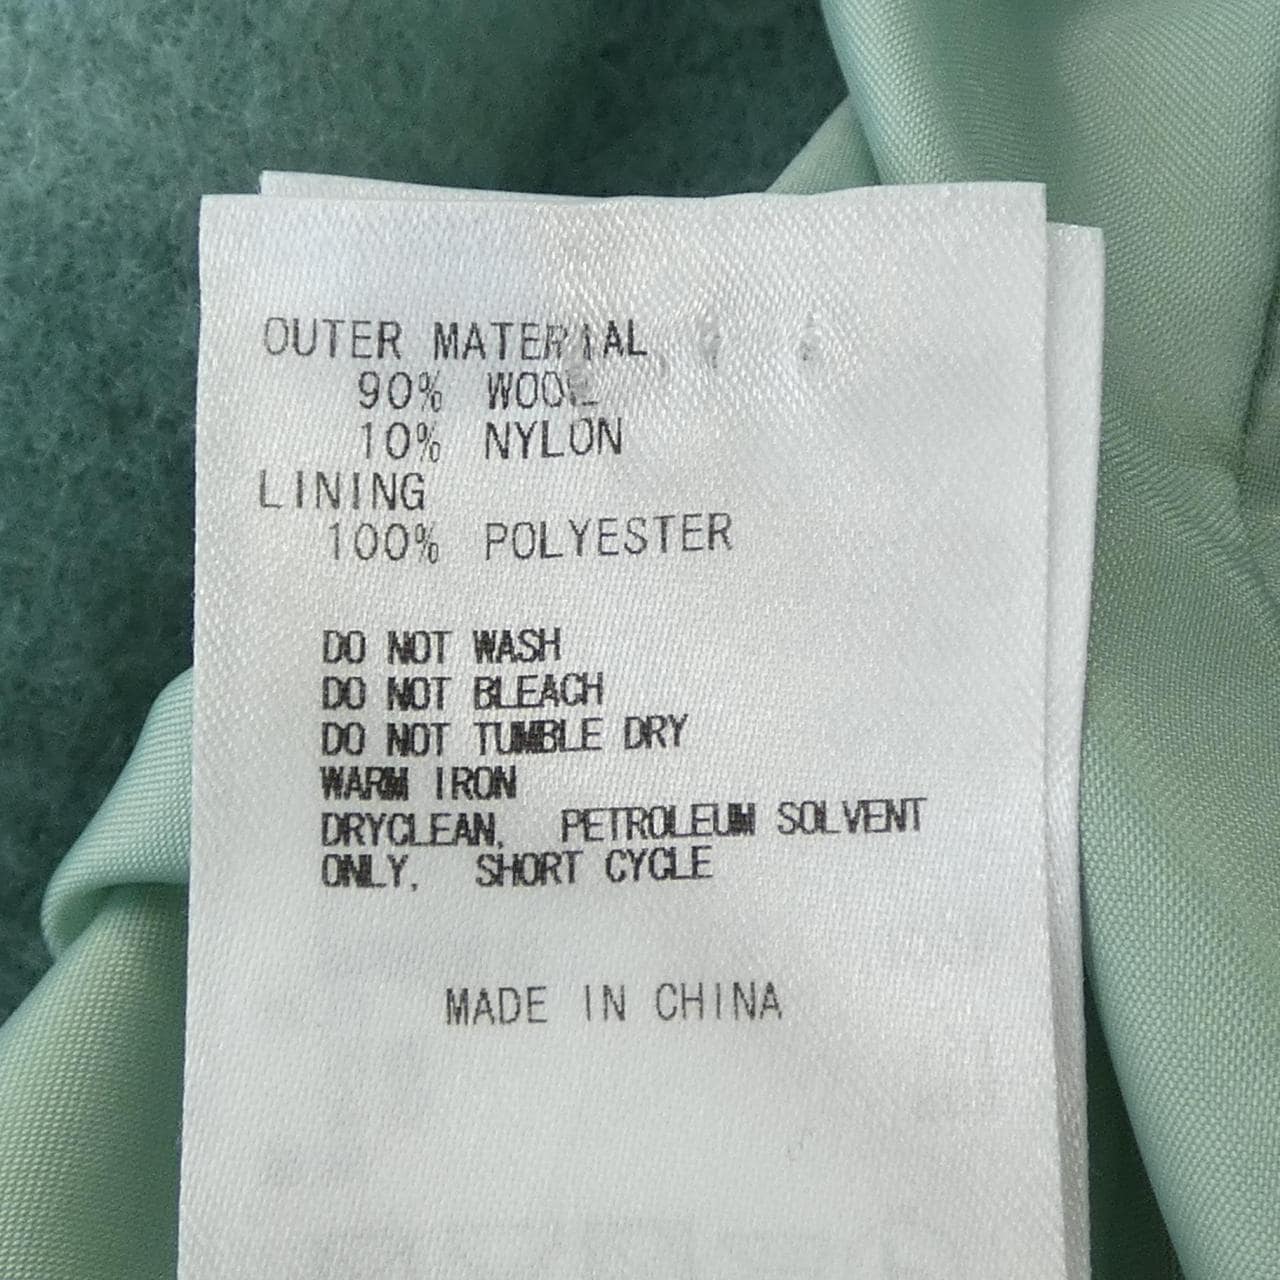 OUTER MATERIAL
90% WOOL
10% NYLON
LINING
100% POLYESTER
DO NOT WASH
DO NOT BLEACH
DO NOT TUMBLE DRY
WARM IRON
DRYCLEAN, PETROLEUM SOLVENT
ONLY, SHORT CYCLE
MADE IN CHINA